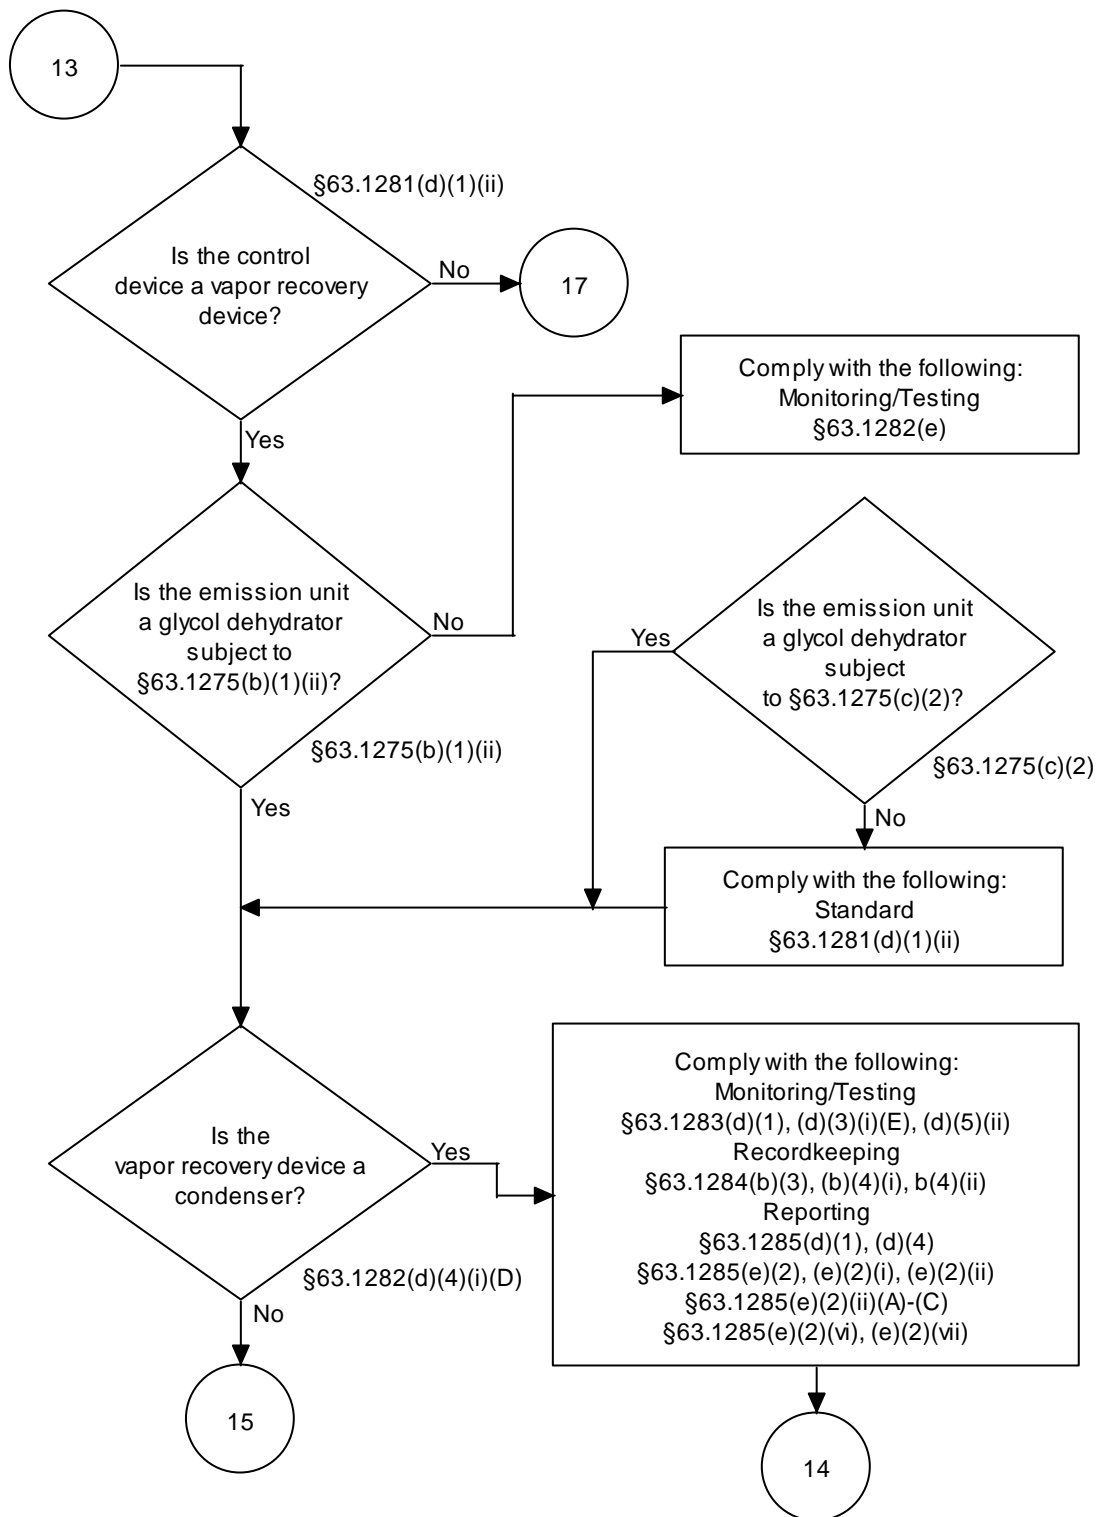 13
§63.1281(d)(1)(ii)
Is the control
device a vapor recovery
device?
No
17
Yes
Comply with the following:
Monitoring/Testing
§63.1282(e)
Is the emission unit
a glycol dehydrator
subject to
§63.1275(b)(1)(ii)?
No
§63.1275(b)(1)(ii)
Yes
Is the emission unit
a glycol dehydrator
subject
to §63.1275(c)(2)?
Yes
§63.1275(c)(2)
No
Comply with the following:
Standard
§63.1281(d)(1)(ii)
Is the
vapor recovery device a
condenser?
Yes
§63.1282(d)(4)(i)(D)
No
15
Comply with the following:
Monitoring/Testing
§63.1283(d)(1), (d)(3)(i)(E), (d)(5)(ii)
Recordkeeping
§63.1284(b)(3), (b)(4)(i), b(4)(ii)
Reporting
§63.1285(d)(1), (d)(4)
§63.1285(e)(2), (e)(2)(i), (e)(2)(ii)
§63.1285(e)(2)(ii)(A)-(C)
§63.1285(e)(2)(vi), (e)(2)(vii)
14